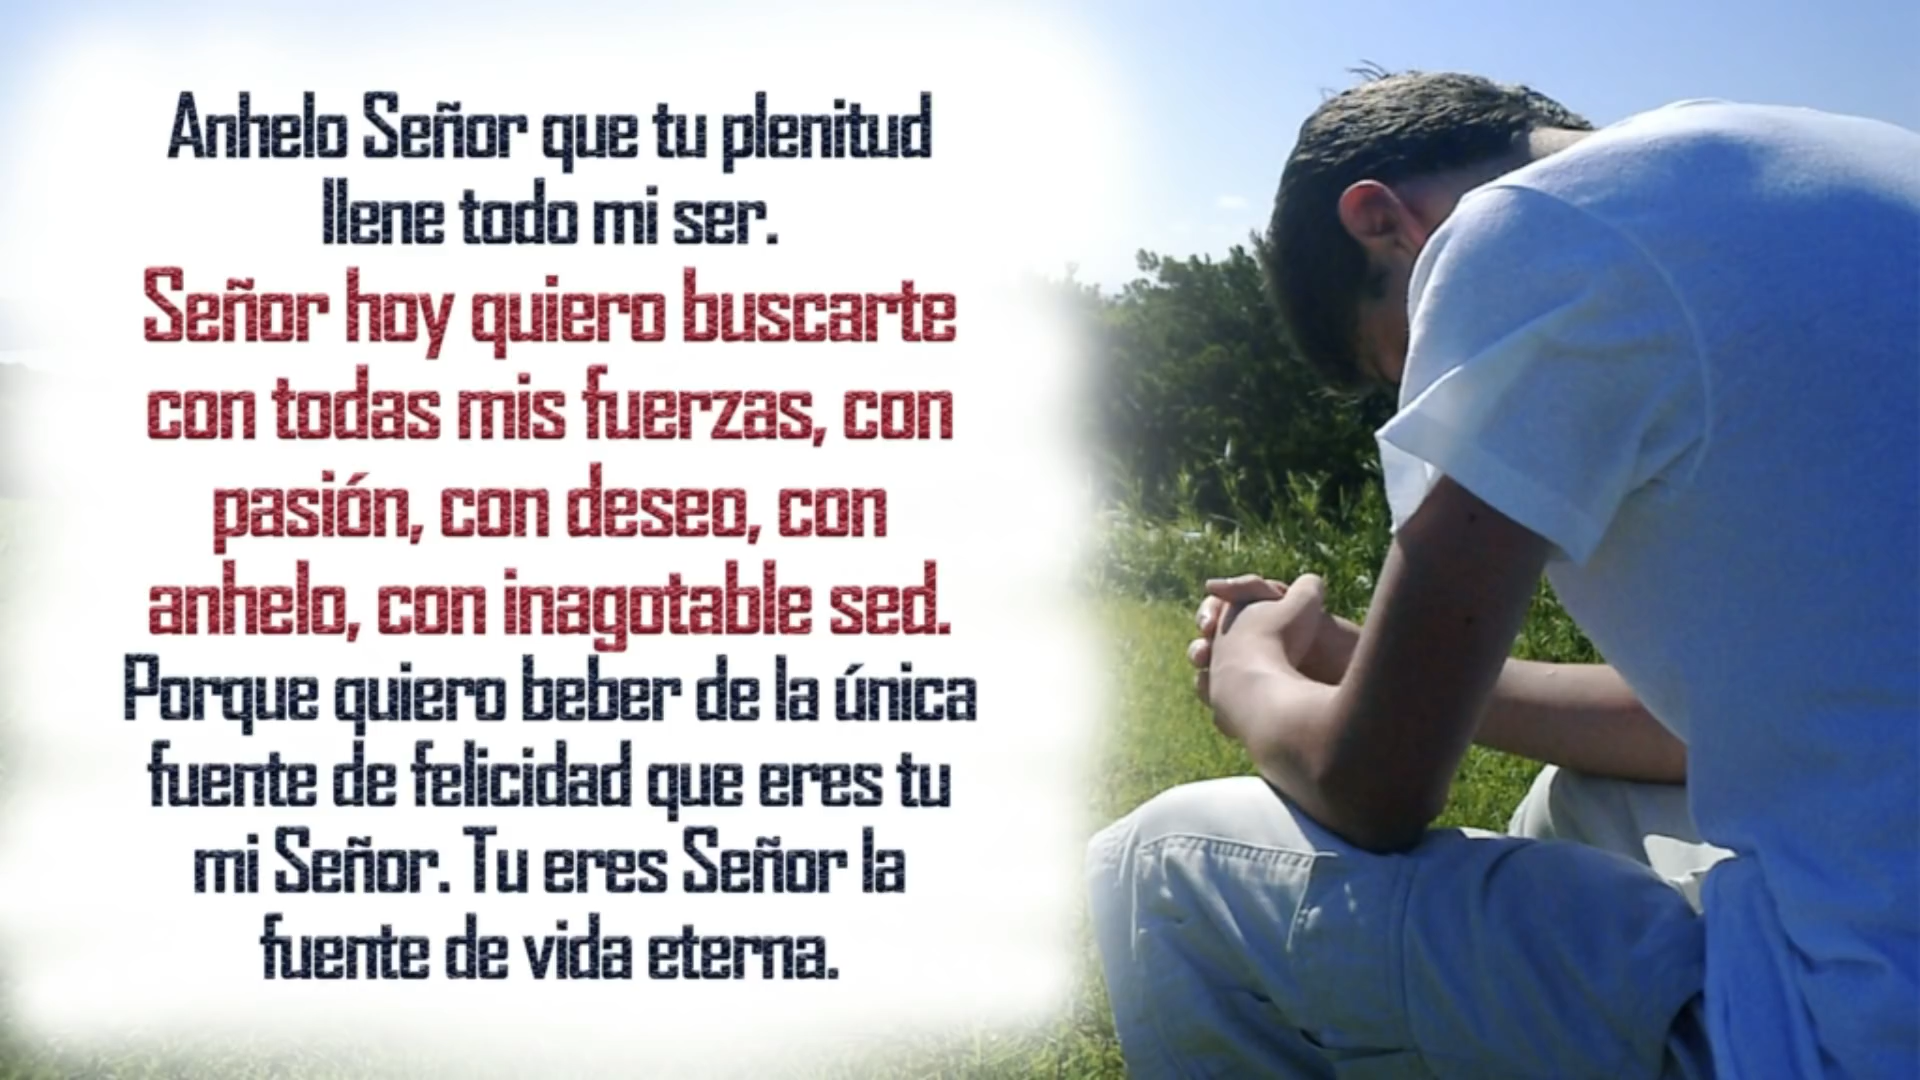 Anhelo Señor que tu plenitud
llene todo mi ser.
Señor hoy quiero buscarte
con todas mis fuerzas, con
pasión, con deseo, con
anhelo, con inagotable sed.
Porque quiero beber de la única
fuente de felicidad que eres tu
mi Señor. Tu eres Señor la
fuente de vida eterna.